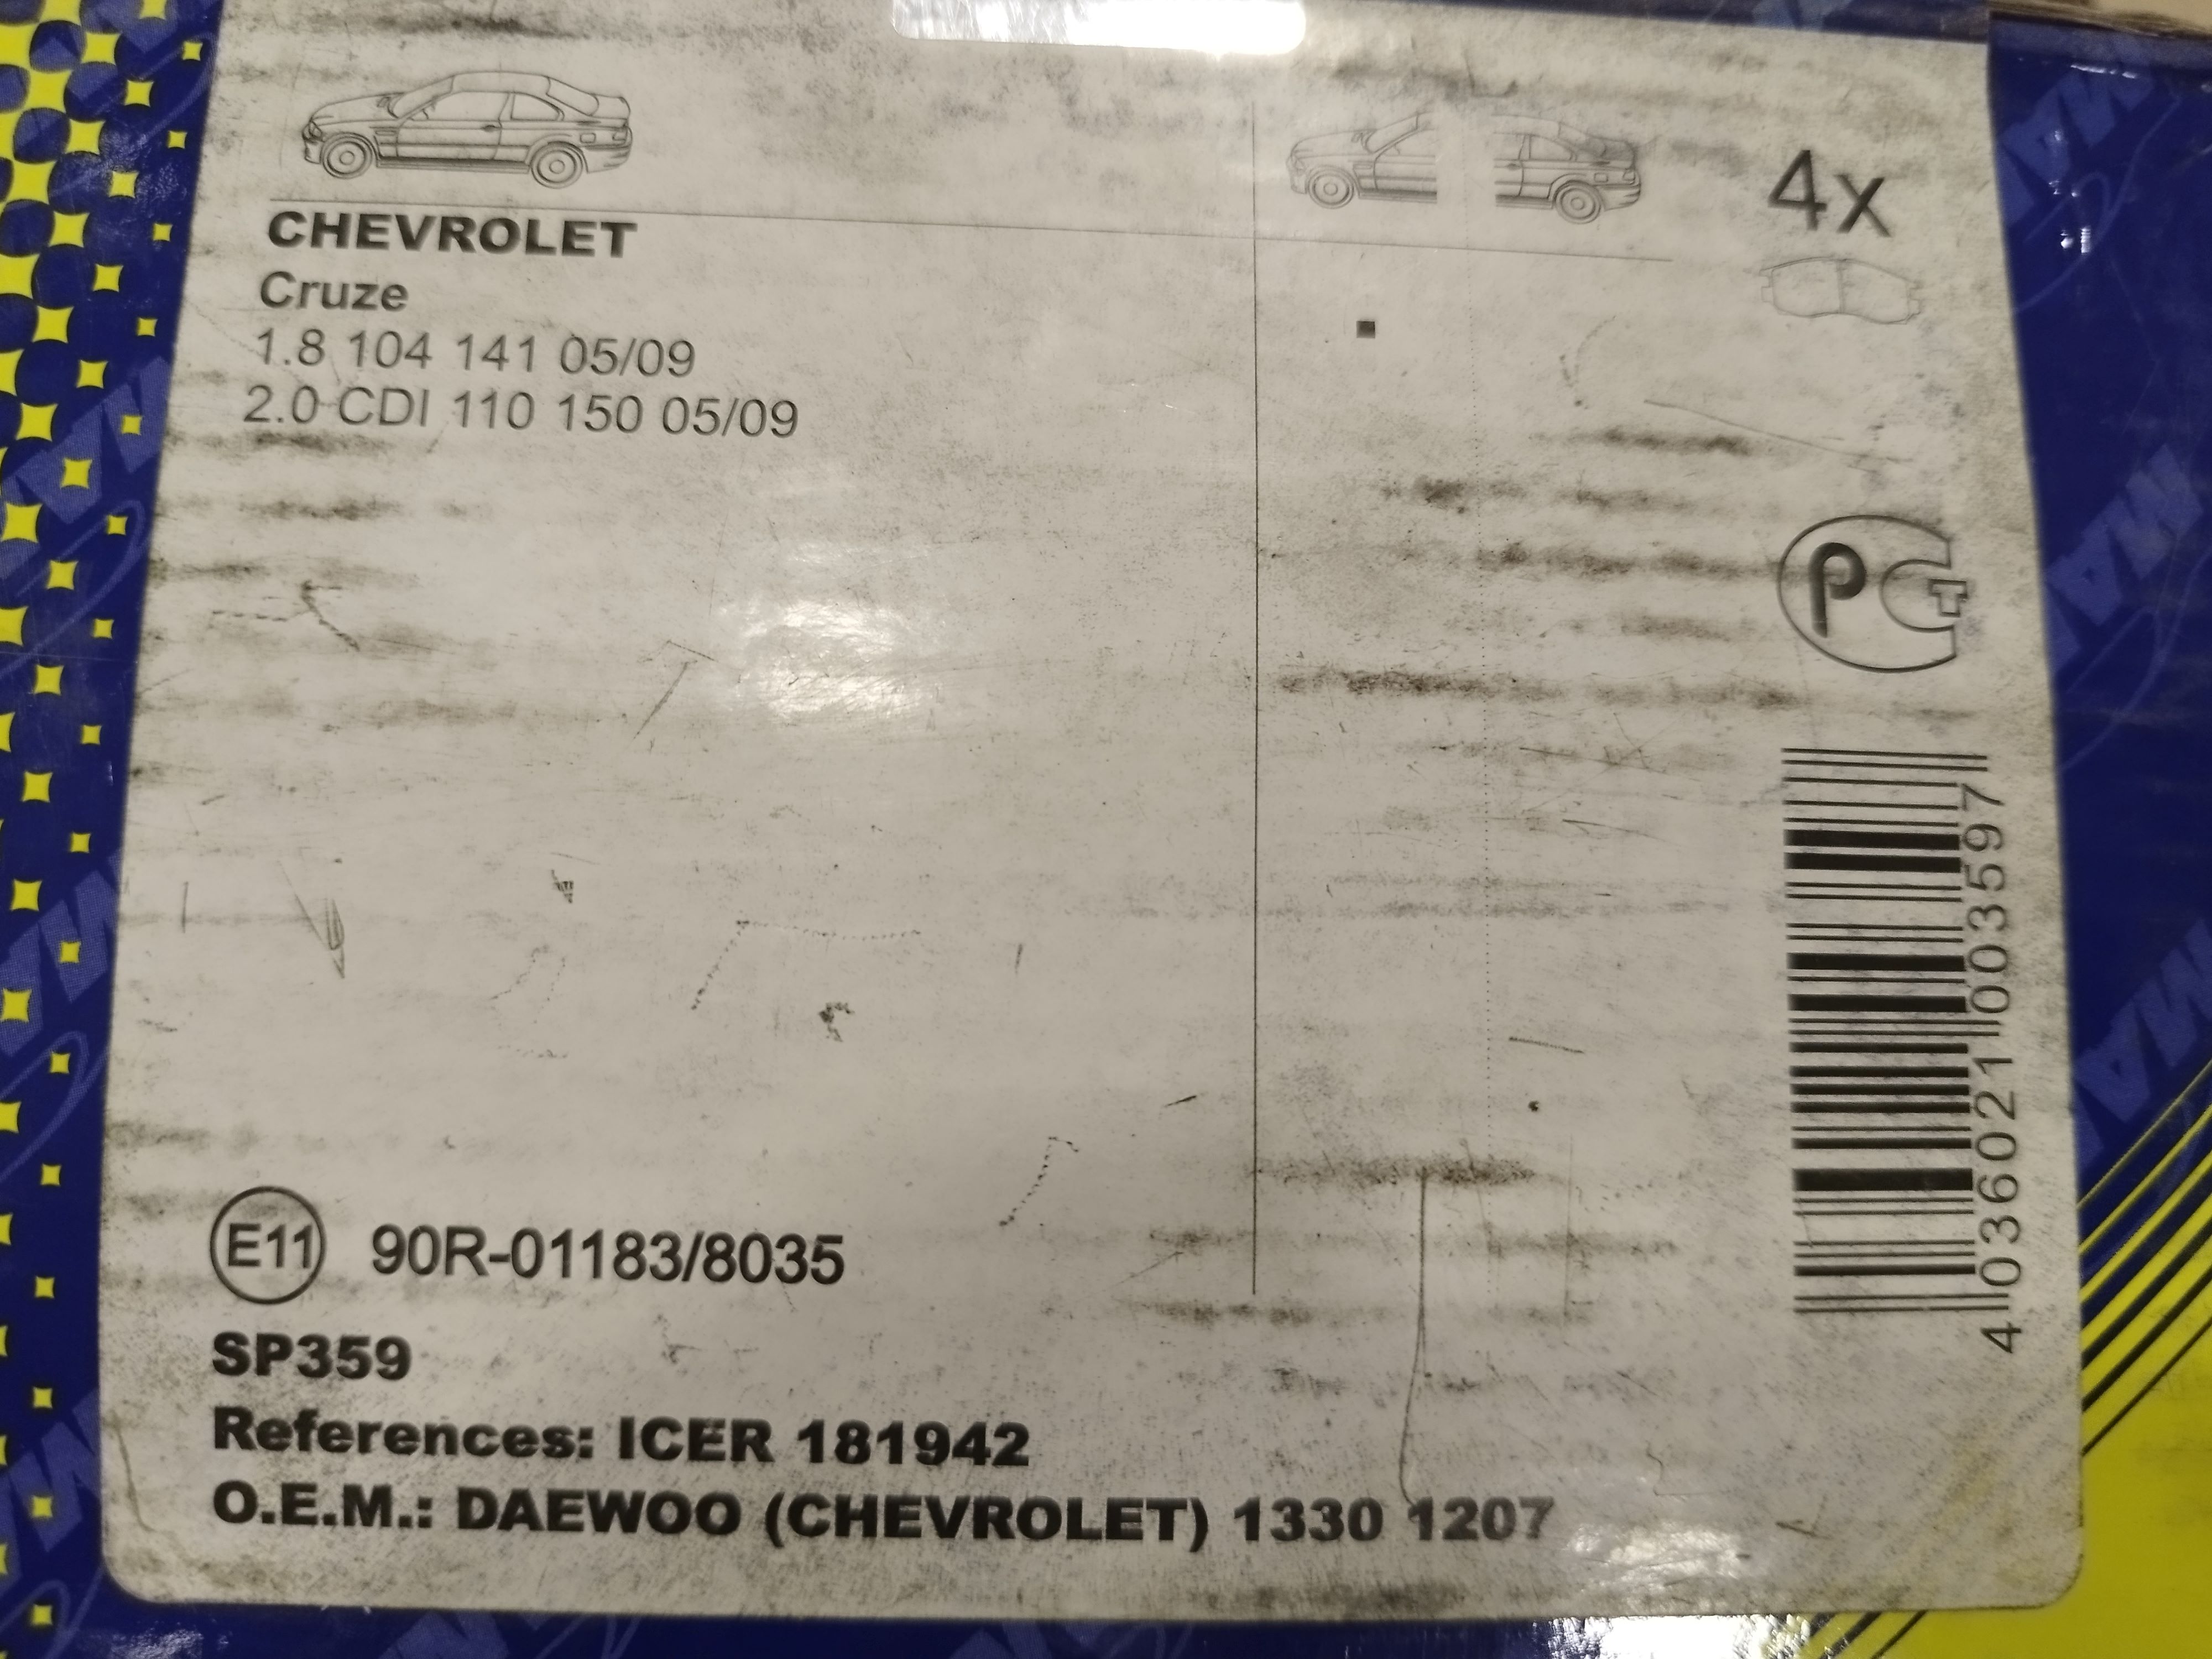 4x
CHEVROLET
Cruze
1.8 104 141 05/09
2.0 CDI 110 150 05/09
PCT
4 036021 003597
E11 90R-01183/8035
SP359
References: ICER 181942
O.E.M.: DAEWOO (CHEVROLET) 1330 1207